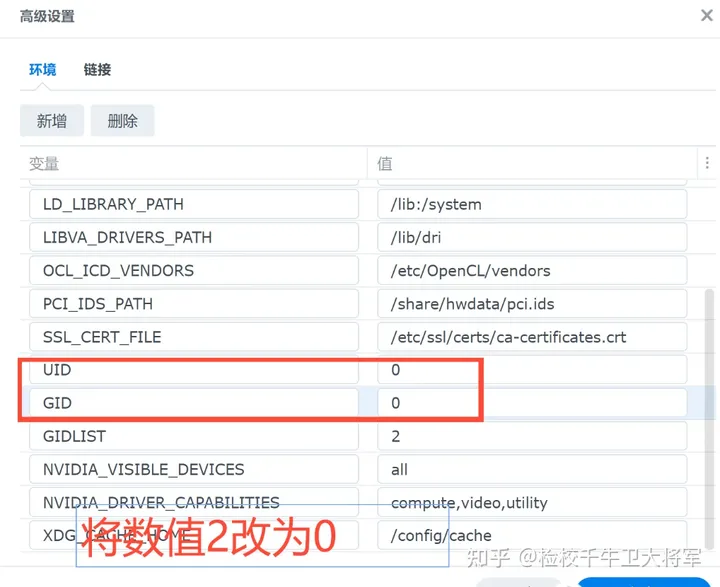 高级设置
环境 链接
新增 删除
变量 值
LD_LIBRARY_PATH /lib:/system
LIBVA_DRIVERS_PATH /lib/dri
OCL_ICD_VENDORS /etc/OpenCL/vendors
PCI_IDS_PATH /share/hwdata/pci.ids
SSL_CERT_FILE /etc/ssl/certs/ca-certificates.crt
UID 0
GID 0
GIDLIST 2
NVIDIA_VISIBLE_DEVICES all
NVIDIA_DRIVER_CAPABILITIES compute,video,utility
XDG_CACHE_HOME /config/cache
将数值2改为0
知乎 @检校千牛卫大将军